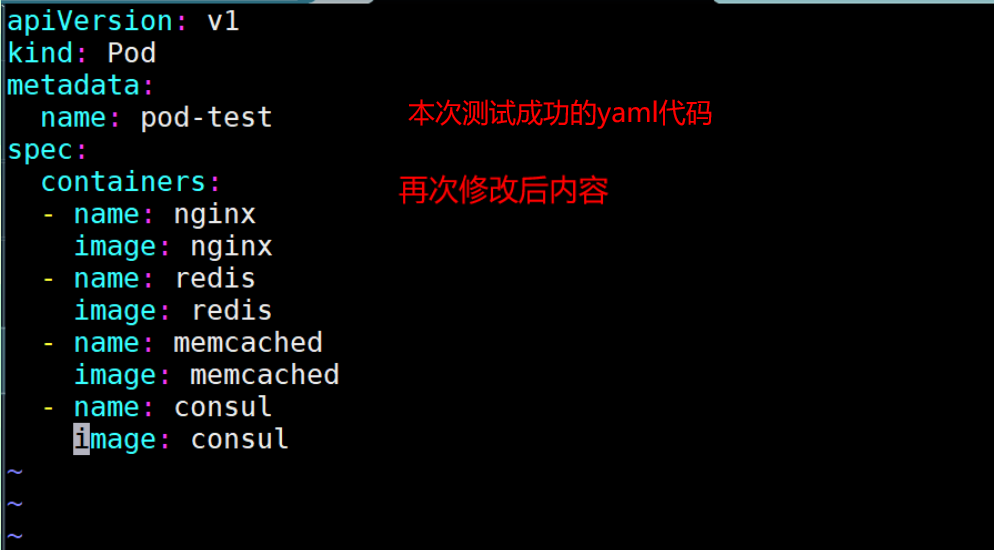 apiVersion: v1
kind: Pod
metadata:
  name: pod-test
本次测试成功的yaml代码
spec:
  containers:
再次修改后内容
  - name: nginx
    image: nginx
  - name: redis
    image: redis
  - name: memcached
    image: memcached
  - name: consul
    image: consul
~
~
~